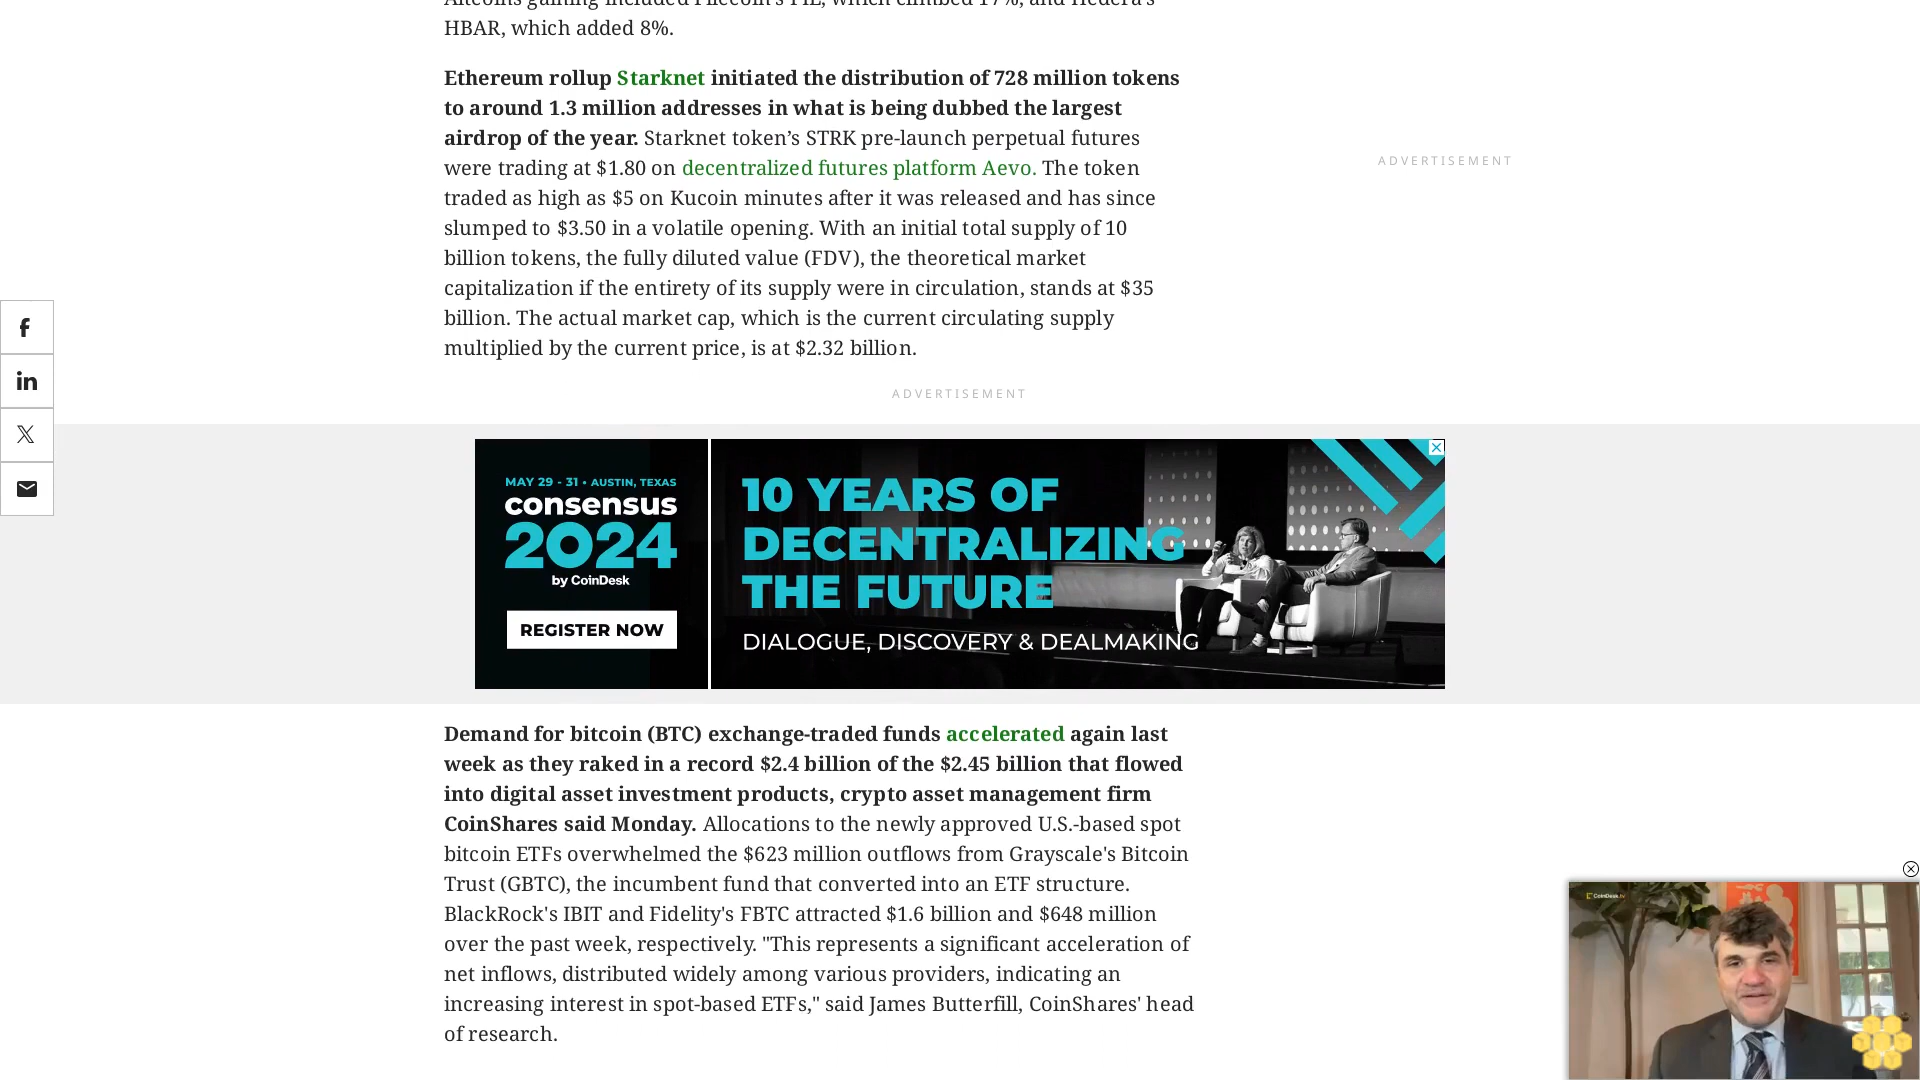 Altcoins gaining included Filecoin's FIL, which climbed 17%, and Hedera's
HBAR, which added 8%.
Ethereum rollup Starknet initiated the distribution of 728 million tokens
to around 1.3 million addresses in what is being dubbed the largest
airdrop of the year. Starknet token’s STRK pre-launch perpetual futures
were trading at $1.80 on decentralized futures platform Aevo. The token
traded as high as $5 on Kucoin minutes after it was released and has since
slumped to $3.50 in a volatile opening. With an initial total supply of 10
billion tokens, the fully diluted value (FDV), the theoretical market
capitalization if the entirety of its supply were in circulation, stands at $35
billion. The actual market cap, which is the current circulating supply
multiplied by the current price, is at $2.32 billion.
ADVERTISEMENT
ADVERTISEMENT
MAY 29 - 31 • AUSTIN, TEXAS
consensus
2024
by CoinDesk
REGISTER NOW
10 YEARS OF
DECENTRALIZING
THE FUTURE
DIALOGUE, DISCOVERY & DEALMAKING
Demand for bitcoin (BTC) exchange-traded funds accelerated again last
week as they raked in a record $2.4 billion of the $2.45 billion that flowed
into digital asset investment products, crypto asset management firm
CoinShares said Monday. Allocations to the newly approved U.S.-based spot
bitcoin ETFs overwhelmed the $623 million outflows from Grayscale's Bitcoin
Trust (GBTC), the incumbent fund that converted into an ETF structure.
BlackRock's IBIT and Fidelity's FBTC attracted $1.6 billion and $648 million
over the past week, respectively. "This represents a significant acceleration of
net inflows, distributed widely among various providers, indicating an
increasing interest in spot-based ETFs," said James Butterfill, CoinShares' head
of research.
CoinDesk.tv